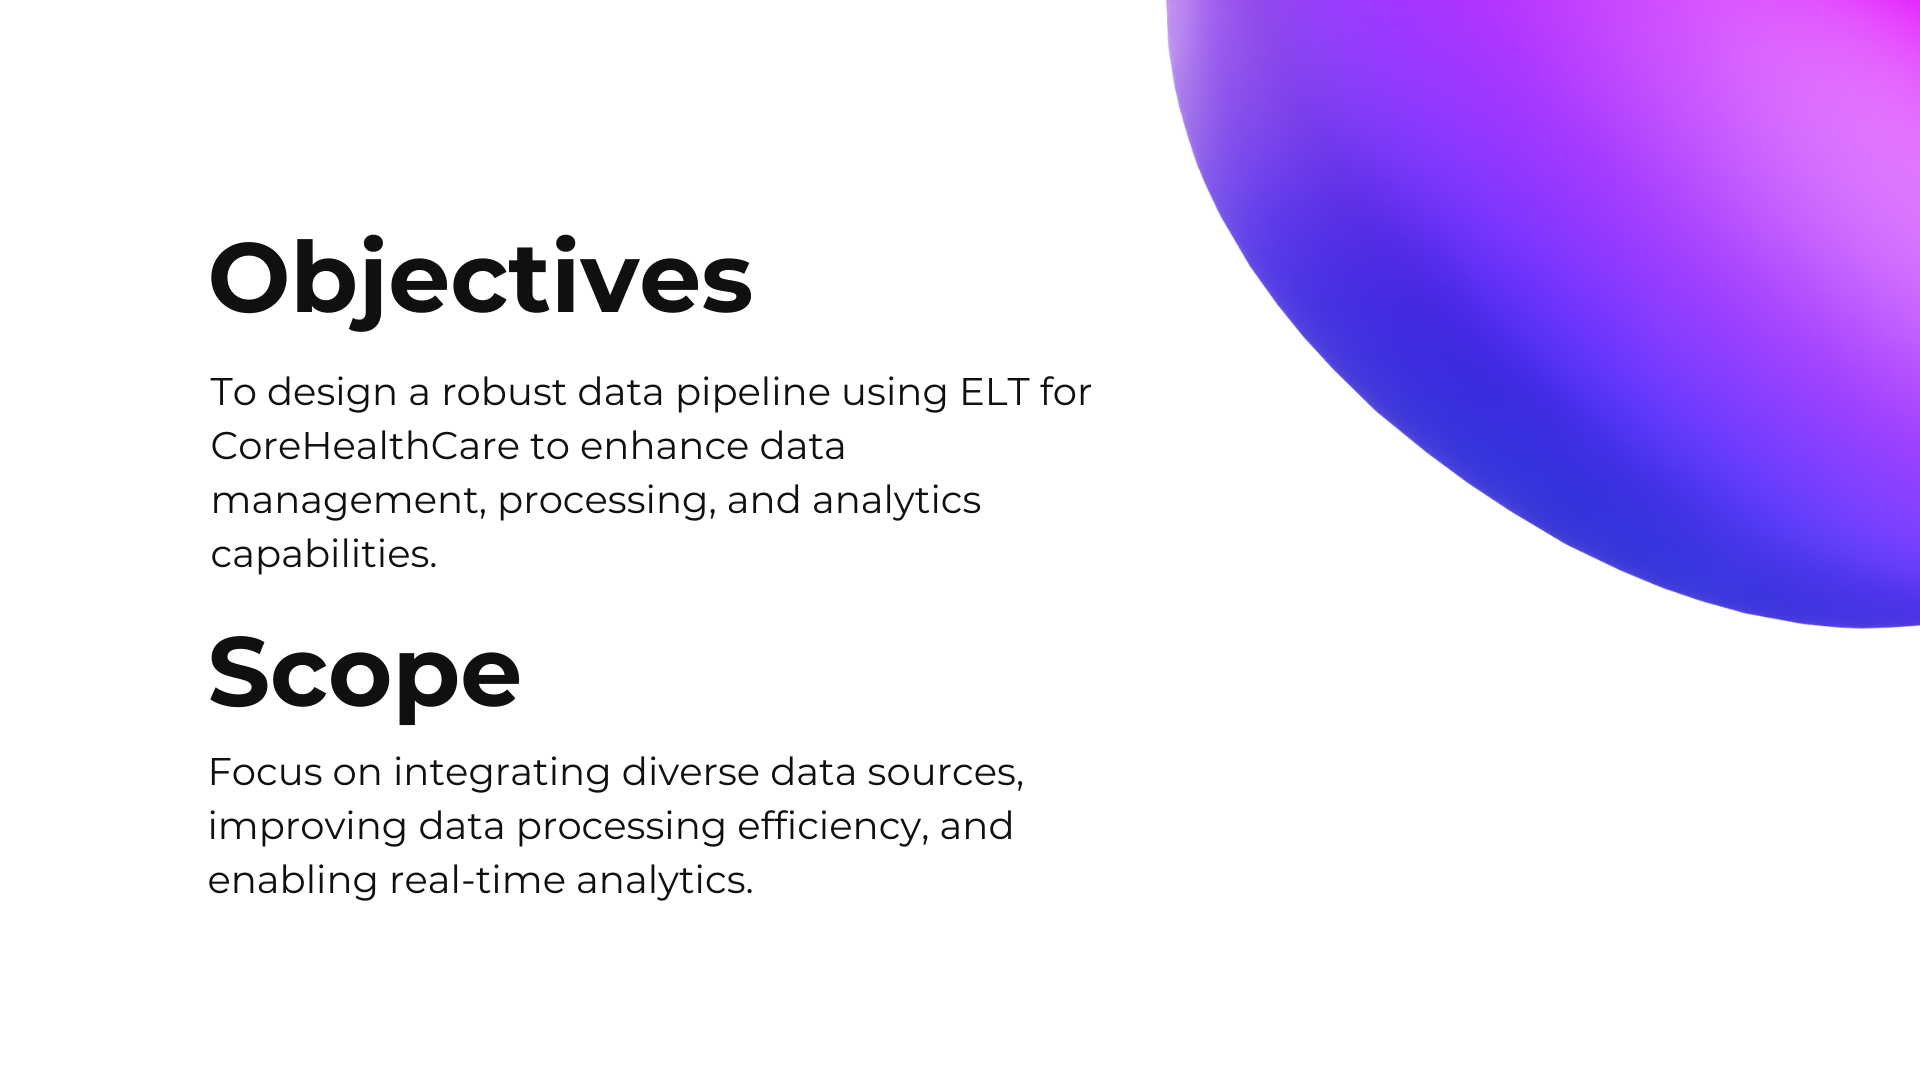 Objectives
To design a robust data pipeline using ELT for
CoreHealthCare to enhance data
management, processing, and analytics
capabilities.
Scope
Focus on integrating diverse data sources,
improving data processing efficiency, and
enabling real-time analytics.